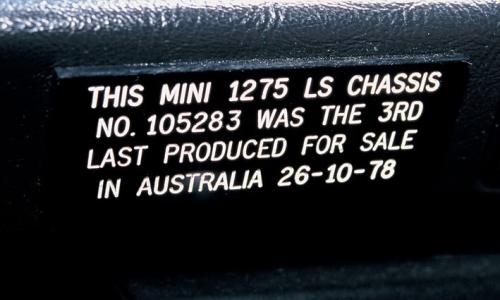 THIS MINI 1275 LS CHASSIS
NO. 105283 WAS THE 3RD
LAST PRODUCED FOR SALE
IN AUSTRALIA 26-10-78